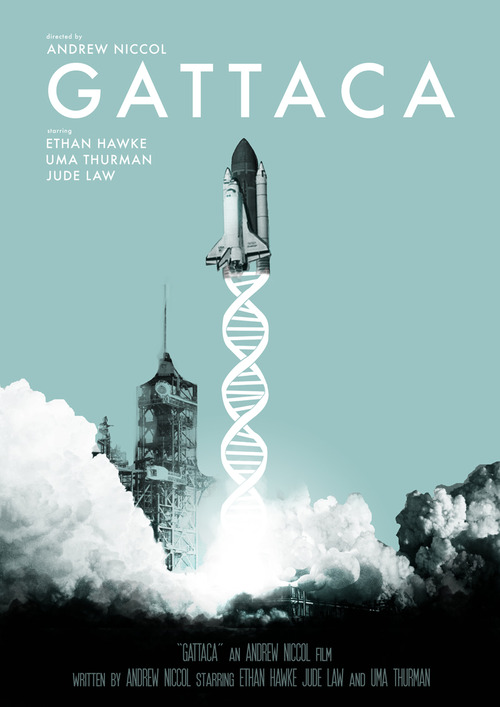 directed by
ANDREW NICCOL
GATTACA
starring
ETHAN HAWKE
UMA THURMAN
JUDE LAW
"GATTACA" AN ANDREW NICCOL FILM
WRITTEN BY ANDREW NICCOL STARRING ETHAN HAWKE JUDE LAW AND UMA THURMAN